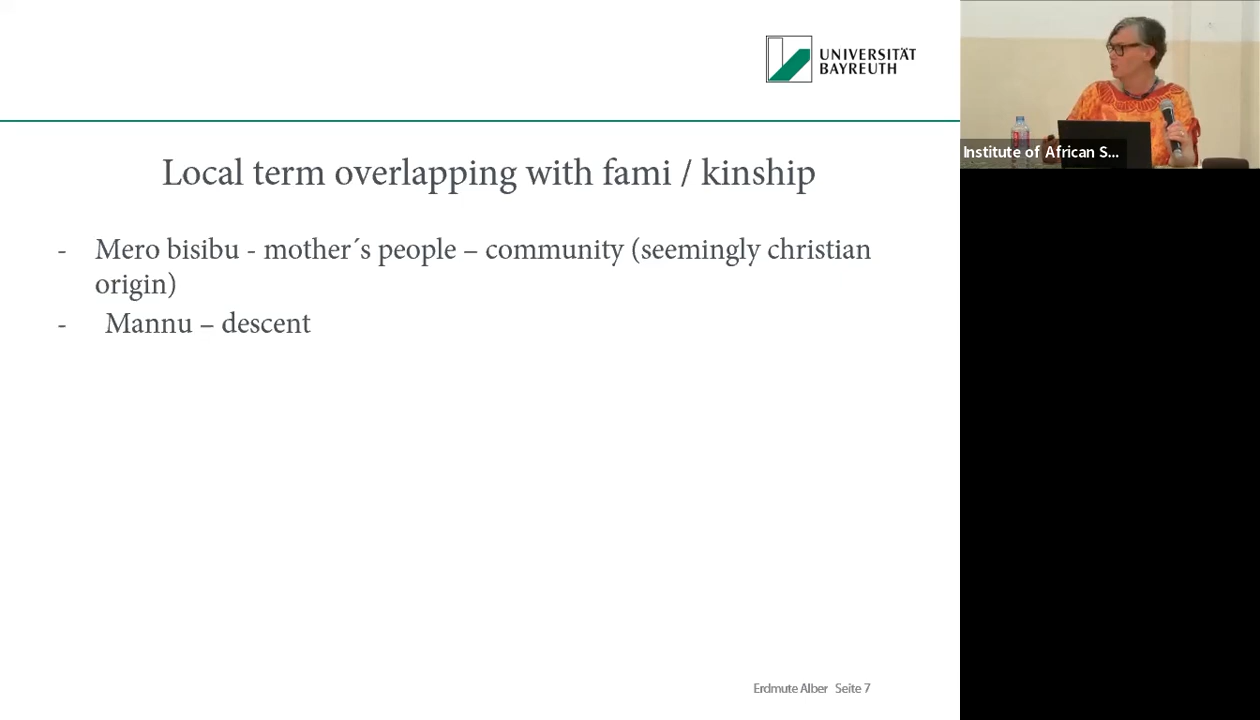 UNIVERSITÄT
BAYREUTH
Institute of African S...
Local term overlapping with fami / kinship
- Mero bisibu - mother´s people – community (seemingly christian
origin)
- Mannu – descent
Erdmute Alber Seite 7